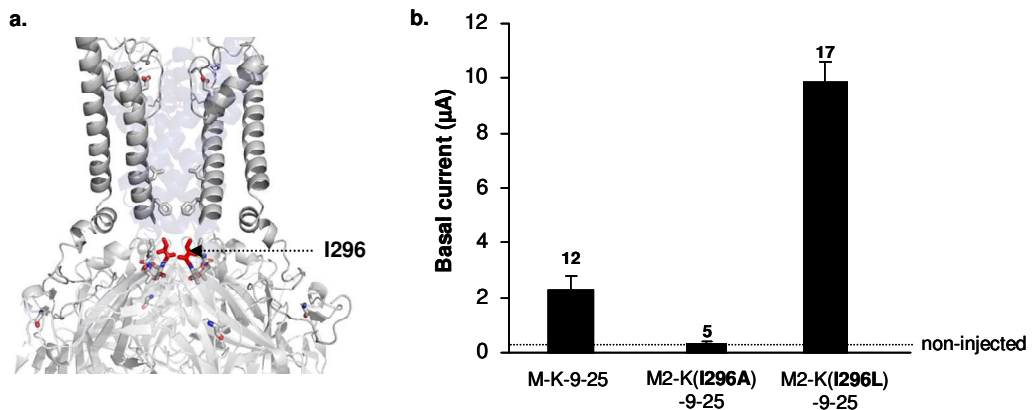 a.
I296
b.
Basal current (µA)
12
10
8
6
4
2
0
12
5
17
non-injected
M-K-9-25
M2-K(I296A)
-9-25
M2-K(I296L)
-9-25